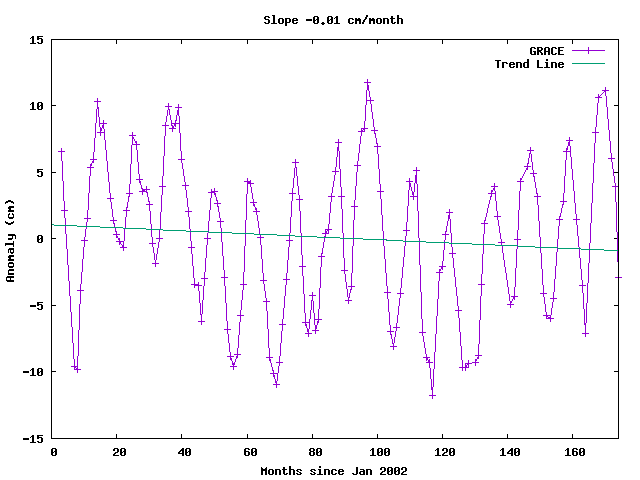 Slope -0.01 cm/month
GRACE
Trend Line
15
10
5
0
-5
-10
-15
Anomaly (cm)
0 20 40 60 80 100 120 140 160
Months since Jan 2002